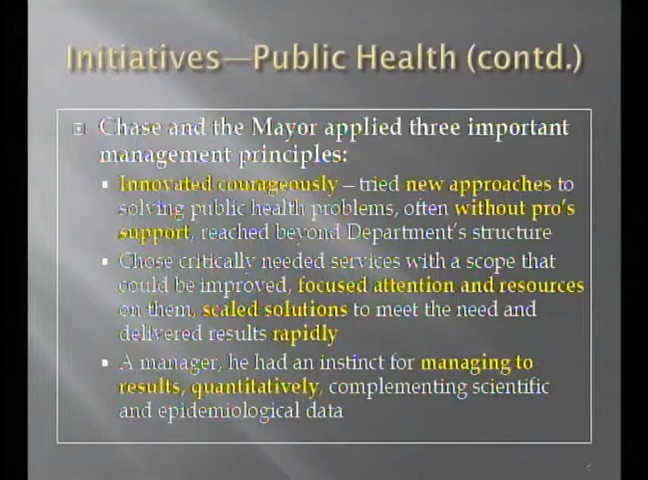 Initiatives—Public Health (contd.)
Chase and the Mayor applied three important
management principles:
Innovated courageously – tried new approaches to
solving public health problems, often without pro's
support, reached beyond Department's structure
Chose critically needed services with a scope that
could be improved, focused attention and resources
on them, scaled solutions to meet the need and
delivered results rapidly
A manager, he had an instinct for managing to
results, quantitatively, complementing scientific
and epidemiological data